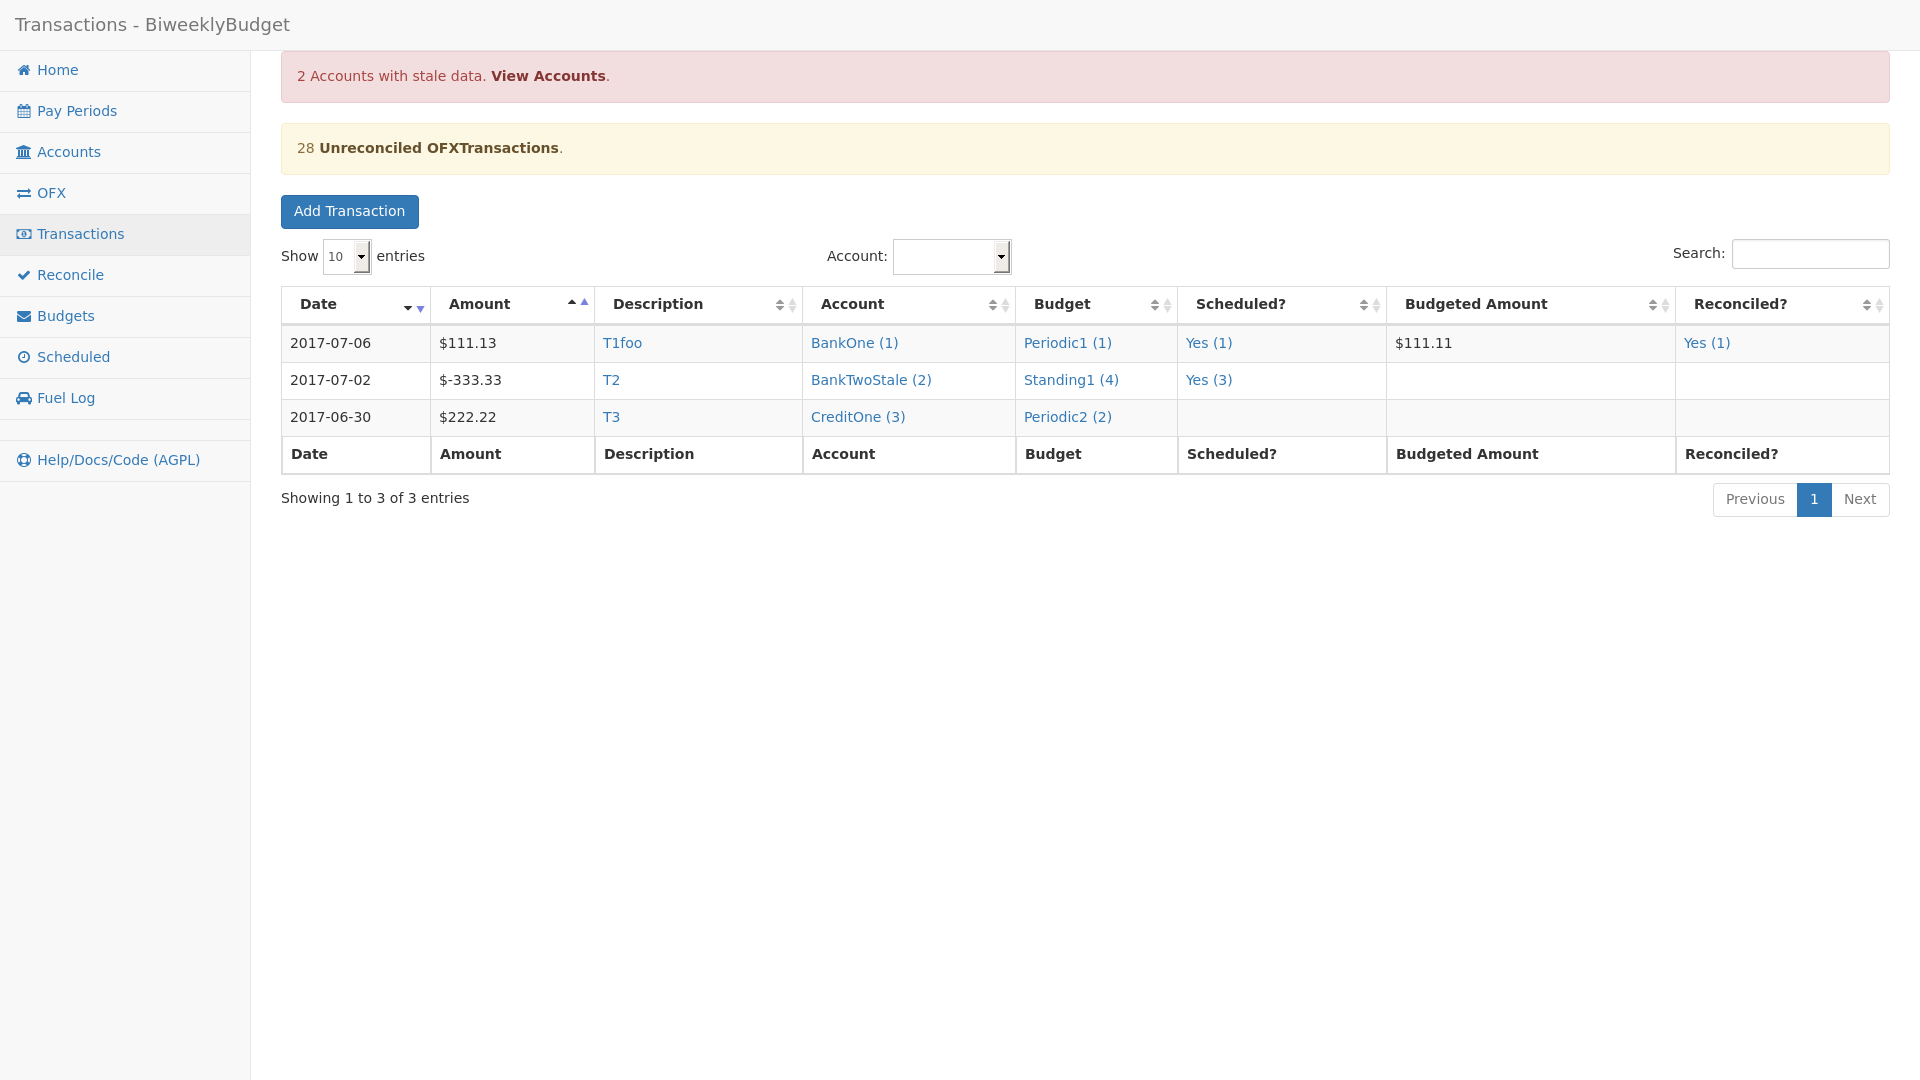 Transactions - BiweeklyBudget
Home
Pay Periods
Accounts
OFX
Transactions
Reconcile
Budgets
Scheduled
Fuel Log
Help/Docs/Code (AGPL)
2 Accounts with stale data. View Accounts.
28 Unreconciled OFXTransactions.
Add Transaction
Show 10 entries Account: Search:
Date Amount Description Account Budget Scheduled? Budgeted Amount Reconciled?
2017-07-06 $111.13 T1foo BankOne (1) Periodic1 (1) Yes (1) $111.11 Yes (1)
2017-07-02 $-333.33 T2 BankTwoStale (2) Standing1 (4) Yes (3)
2017-06-30 $222.22 T3 CreditOne (3) Periodic2 (2)
Date Amount Description Account Budget Scheduled? Budgeted Amount Reconciled?
Showing 1 to 3 of 3 entries
Previous 1 Next